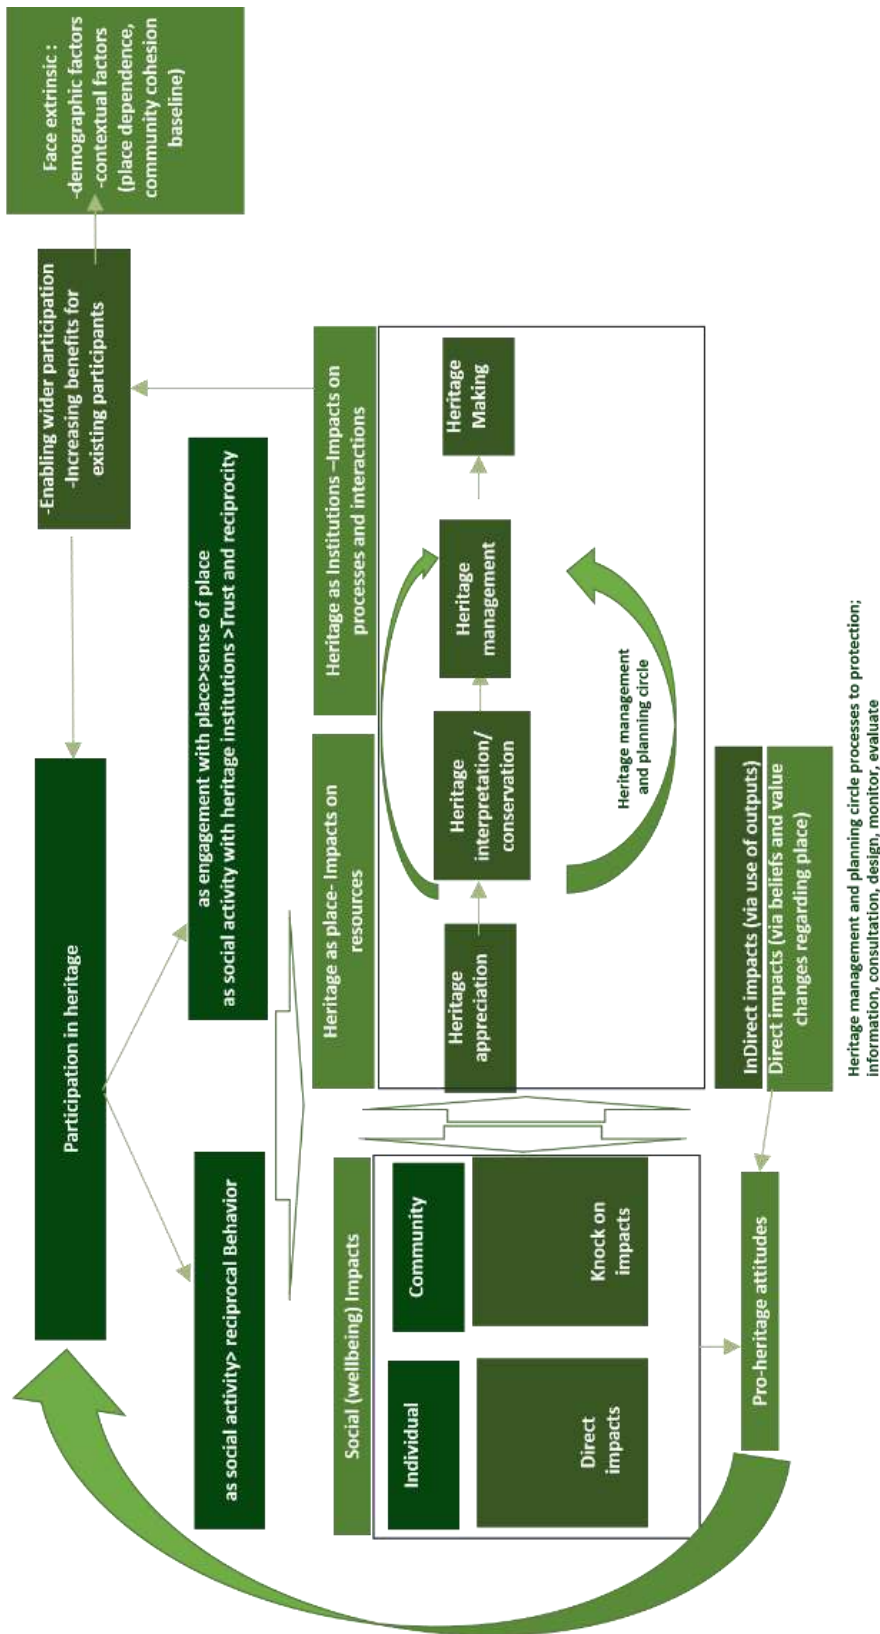 Participation in heritage
-Enabling wider participation
-Increasing benefits for
existing participants
Face extrinsic :
-demographic factors
-contextual factors
(place dependence,
community cohesion
baseline)
as social activity> reciprocal Behavior
as engagement with place>sense of place
as social activity with heritage institutions >Trust and reciprocity
Social (wellbeing) Impacts
Individual
Community
Direct
impacts
Knock on
impacts
Heritage as place- Impacts on
resources
Heritage as Institutions –Impacts on
processes and interactions
Heritage
appreciation
Heritage
interpretation/
conservation
Heritage
management
Heritage
Making
Heritage management
and planning circle
Pro-heritage attitudes
InDirect impacts (via use of outputs)
Direct impacts (via beliefs and value
changes regarding place)
Heritage management and planning circle processes to protection;
information, consultation, design, monitor, evaluate